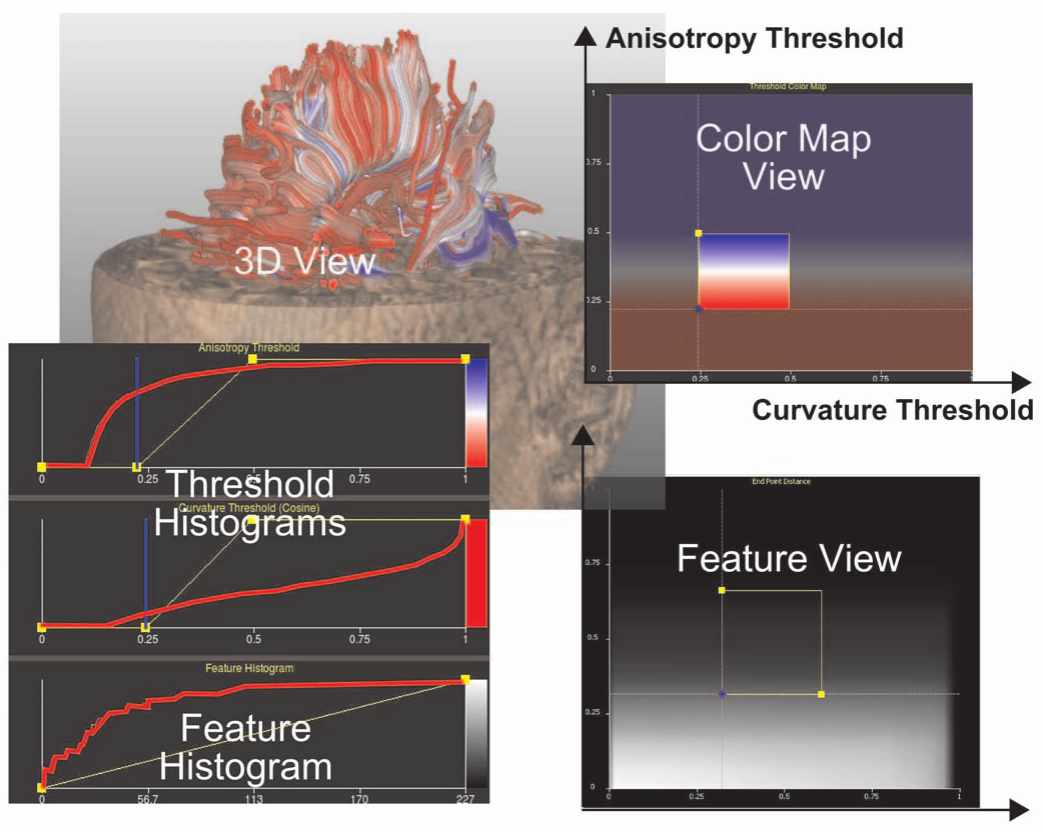 Anisotropy Threshold
Threshold Color Map
Color Map
View
1
0.75
0.5
0.25
0
0 0.25 0.5 0.75 1
Curvature Threshold
3D View
Anisotropy Threshold
0 0.25 0.5 0.75 1
Threshold
Histograms
Curvature Threshold (Cosine)
0 0.25 0.5 0.75 1
Feature Histogram
Feature
Histogram
0 56.7 113 170 227
End Point Distance
Feature View
0.75
0.5
0.25
0
0 0.25 0.5 0.75 1